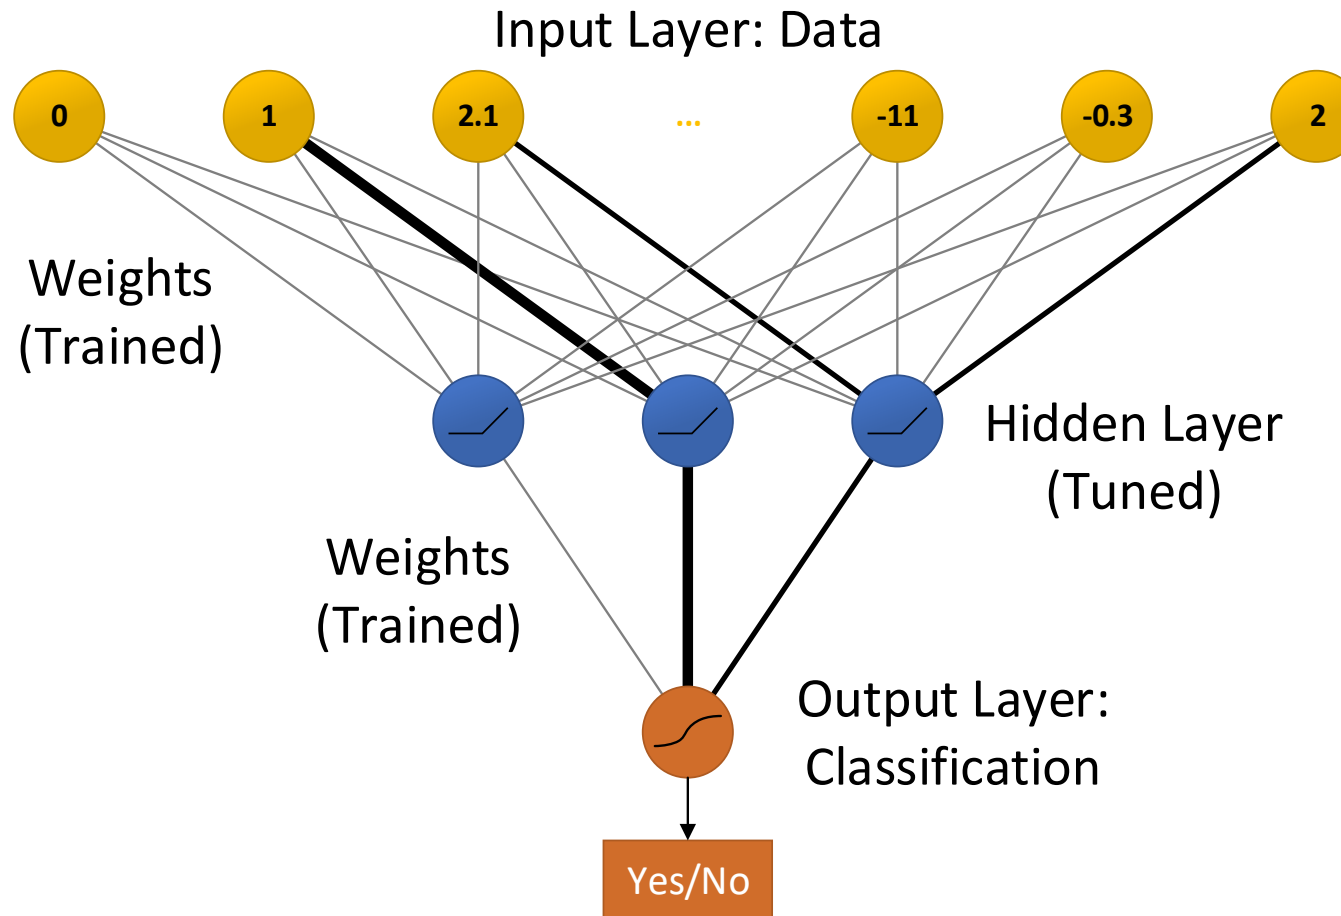 Input Layer: Data
0 1 2.1 ... -11 -0.3 2
Weights
(Trained)
Hidden Layer
(Tuned)
Weights
(Trained)
Output Layer:
Classification
Yes/No